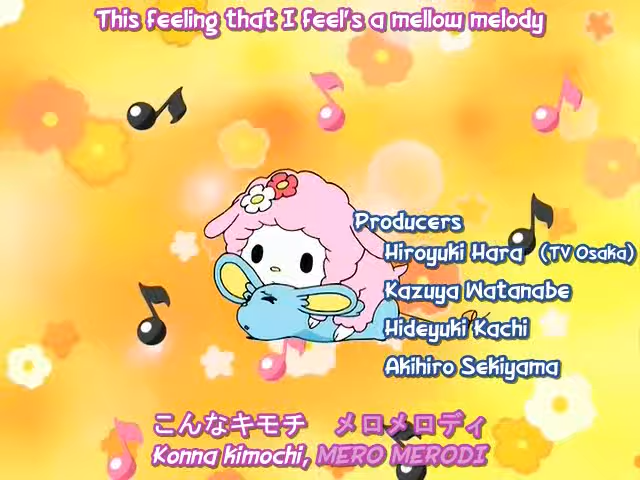 This feeling that I feel's a mellow melody
Producers
Hiroyuki Hara (TV Osaka)
Kazuya Watanabe
Hideyuki Kachi
Akihiro Sekiyama
こんなキモチ　メロメロディ
Konna kimochi, MERO MERODI